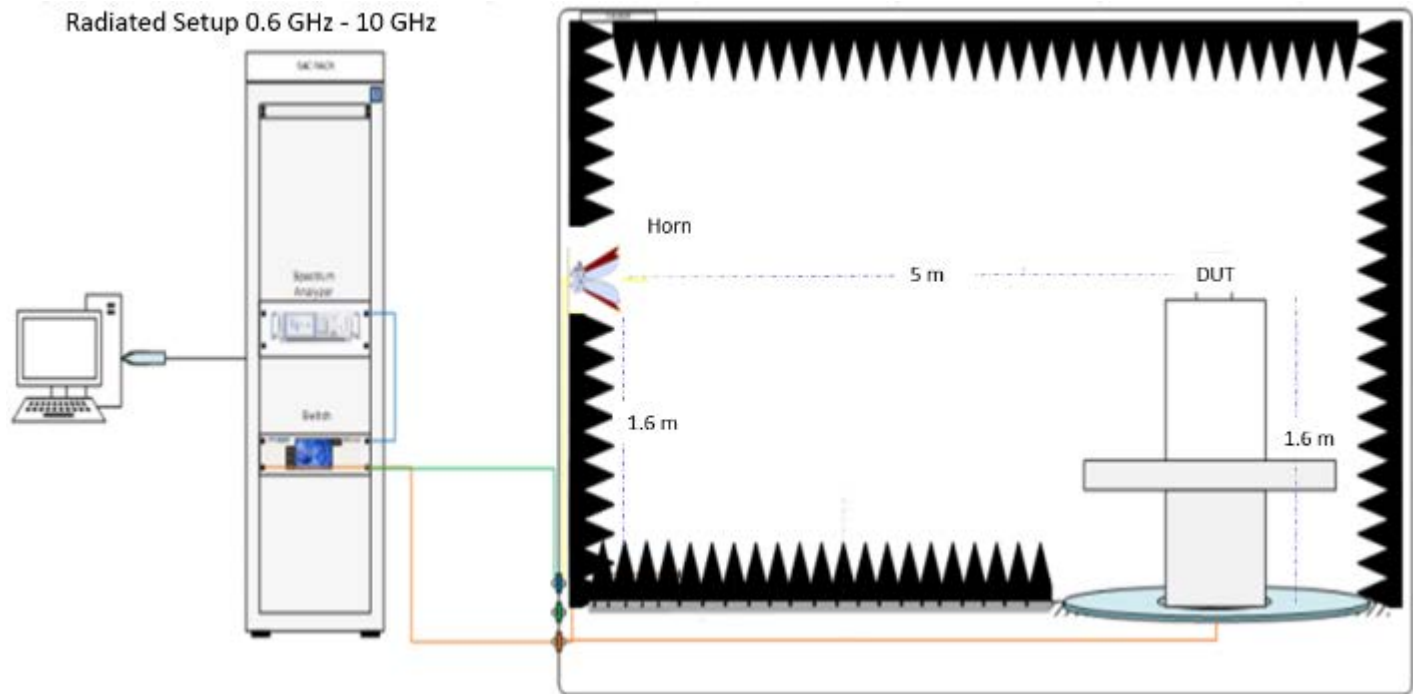 Radiated Setup 0.6 GHz - 10 GHz
Spectrum
Analyzer
Switch
Horn
5 m
DUT
1.6 m
1.6 m